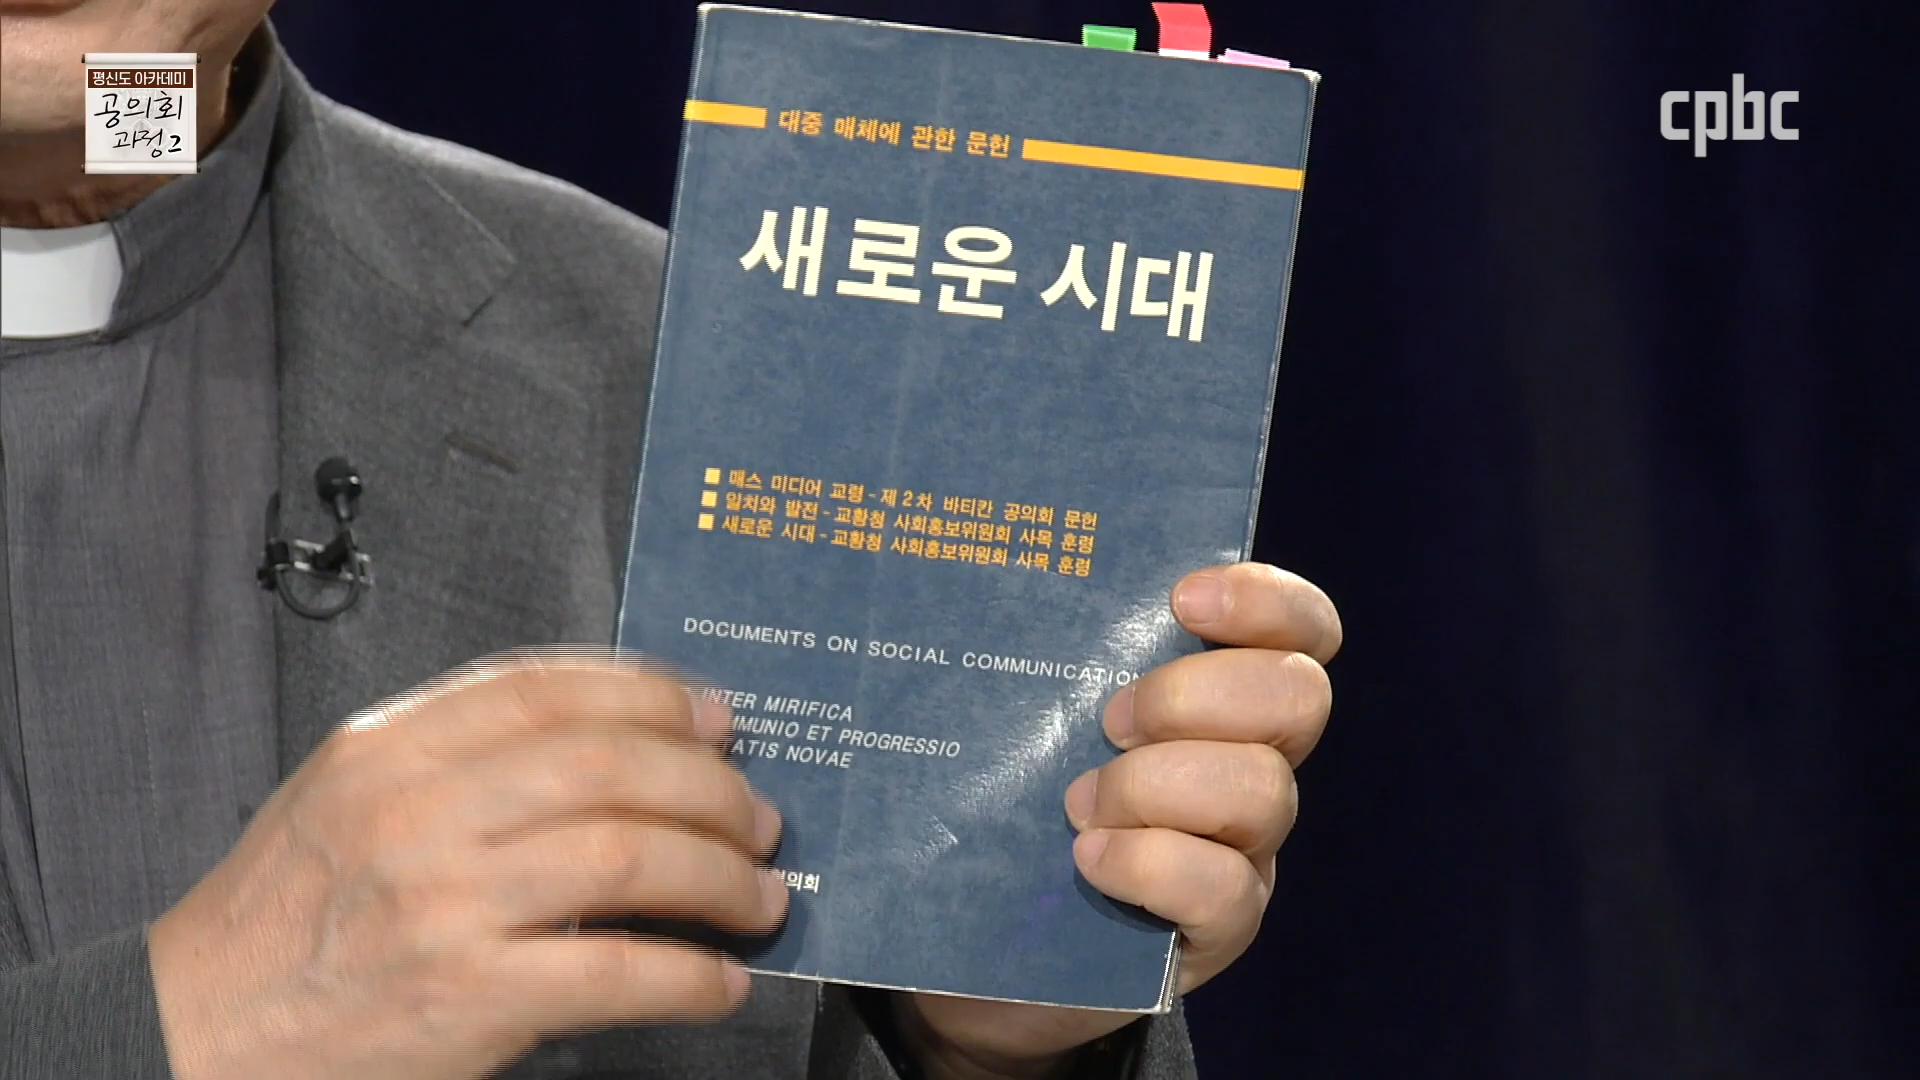 평신도 아카데미
공의회
과정2
cpbc
대중 매체에 관한 문헌
새로운 시대
매스 미디어 교령-제2차 바티칸 공의회 문헌
일치와 발전-교황청 사회홍보위원회 사목 훈령
새로운 시대-교황청 사회홍보위원회 사목 훈령
DOCUMENTS ON SOCIAL
INTER MIRIFICA
ET PROGRESSIO
NOVAE